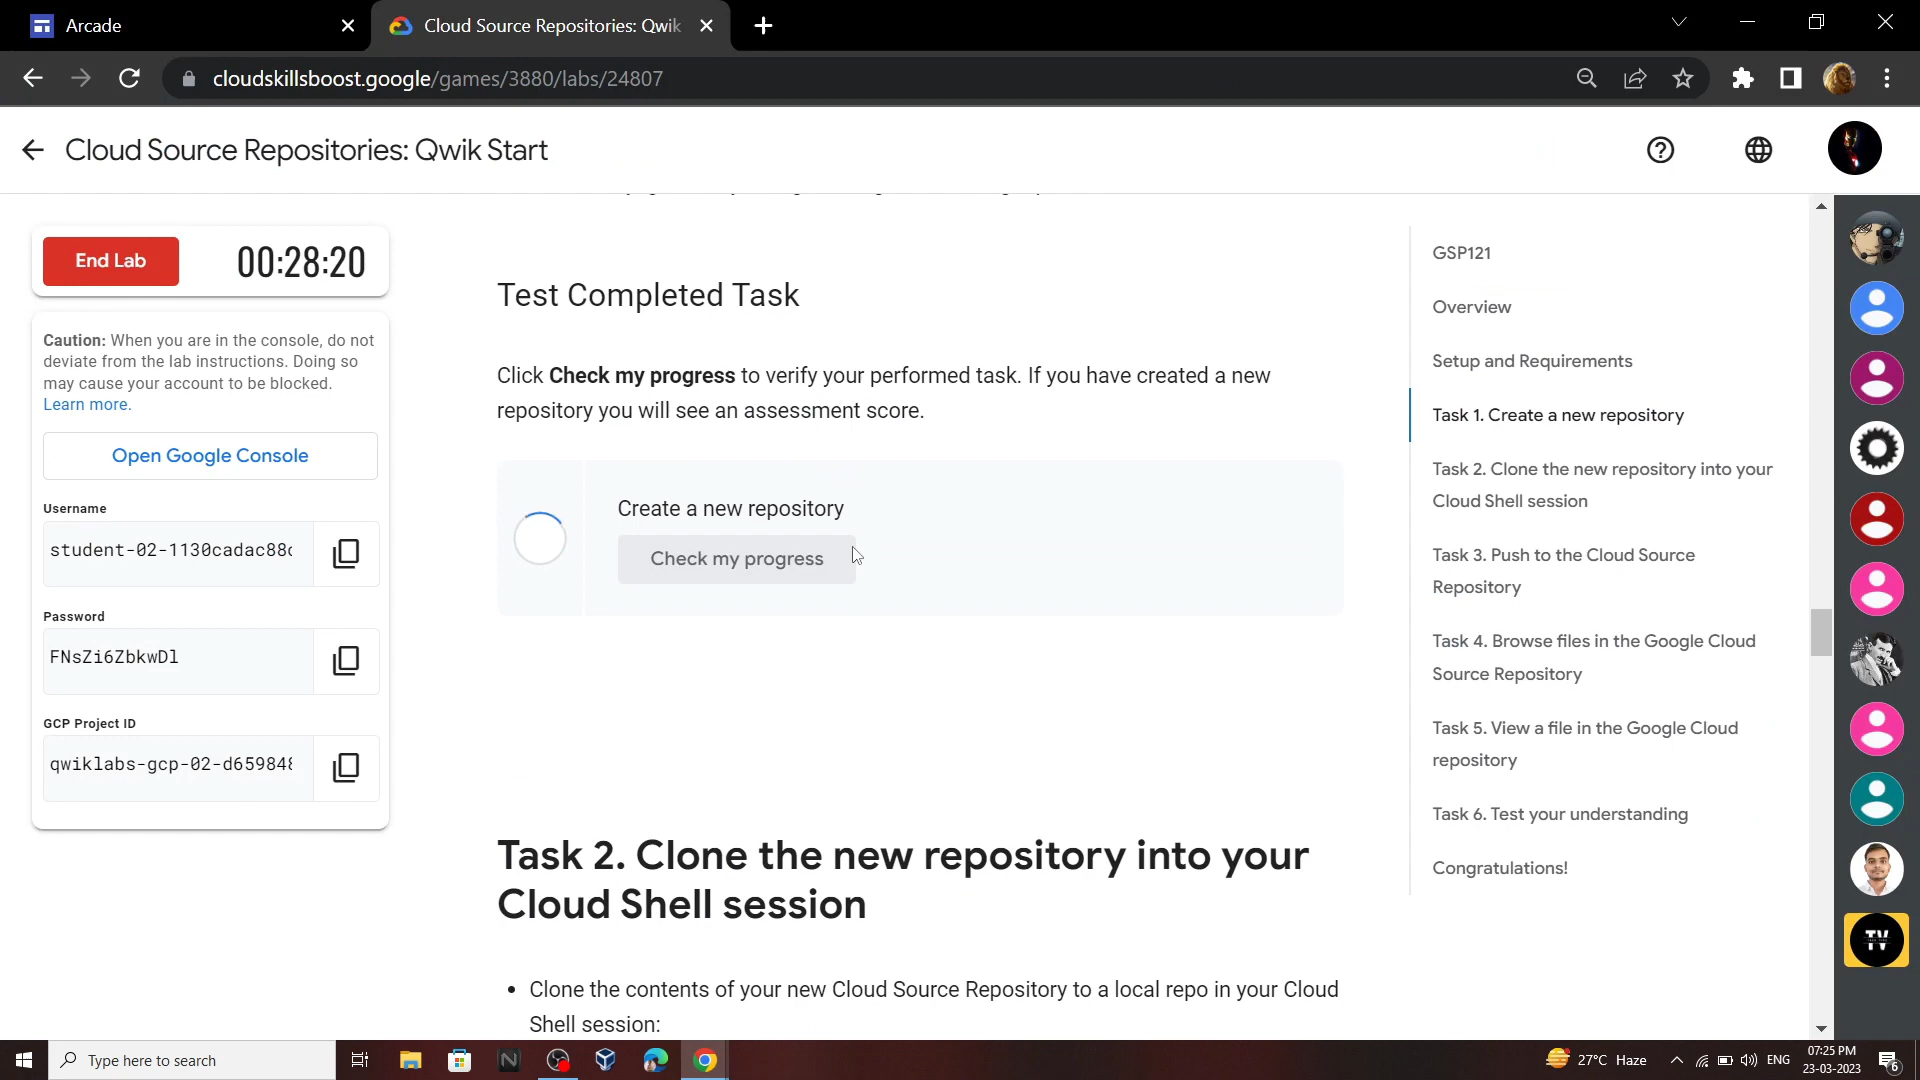 Arcade
Cloud Source Repositories: Qwik
cloudskillsboost.google/games/3880/labs/24807
Cloud Source Repositories: Qwik Start
End Lab
00:28:20
Caution: When you are in the console, do not
deviate from the lab instructions. Doing so
may cause your account to be blocked.
Learn more.
Open Google Console
Username
student-02-1130cadac88
Password
FNsZi6ZbkwDl
GCP Project ID
qwiklabs-gcp-02-d65984
Test Completed Task
Click Check my progress to verify your performed task. If you have created a new
repository you will see an assessment score.
Create a new repository
Check my progress
Task 2. Clone the new repository into your
Cloud Shell session
• Clone the contents of your new Cloud Source Repository to a local repo in your Cloud
Shell session:
GSP121
Overview
Setup and Requirements
Task 1. Create a new repository
Task 2. Clone the new repository into your
Cloud Shell session
Task 3. Push to the Cloud Source
Repository
Task 4. Browse files in the Google Cloud
Source Repository
Task 5. View a file in the Google Cloud
repository
Task 6. Test your understanding
Congratulations!
TV
Type here to search
27°C Haze
ENG
07:25 PM
23-03-2023
6